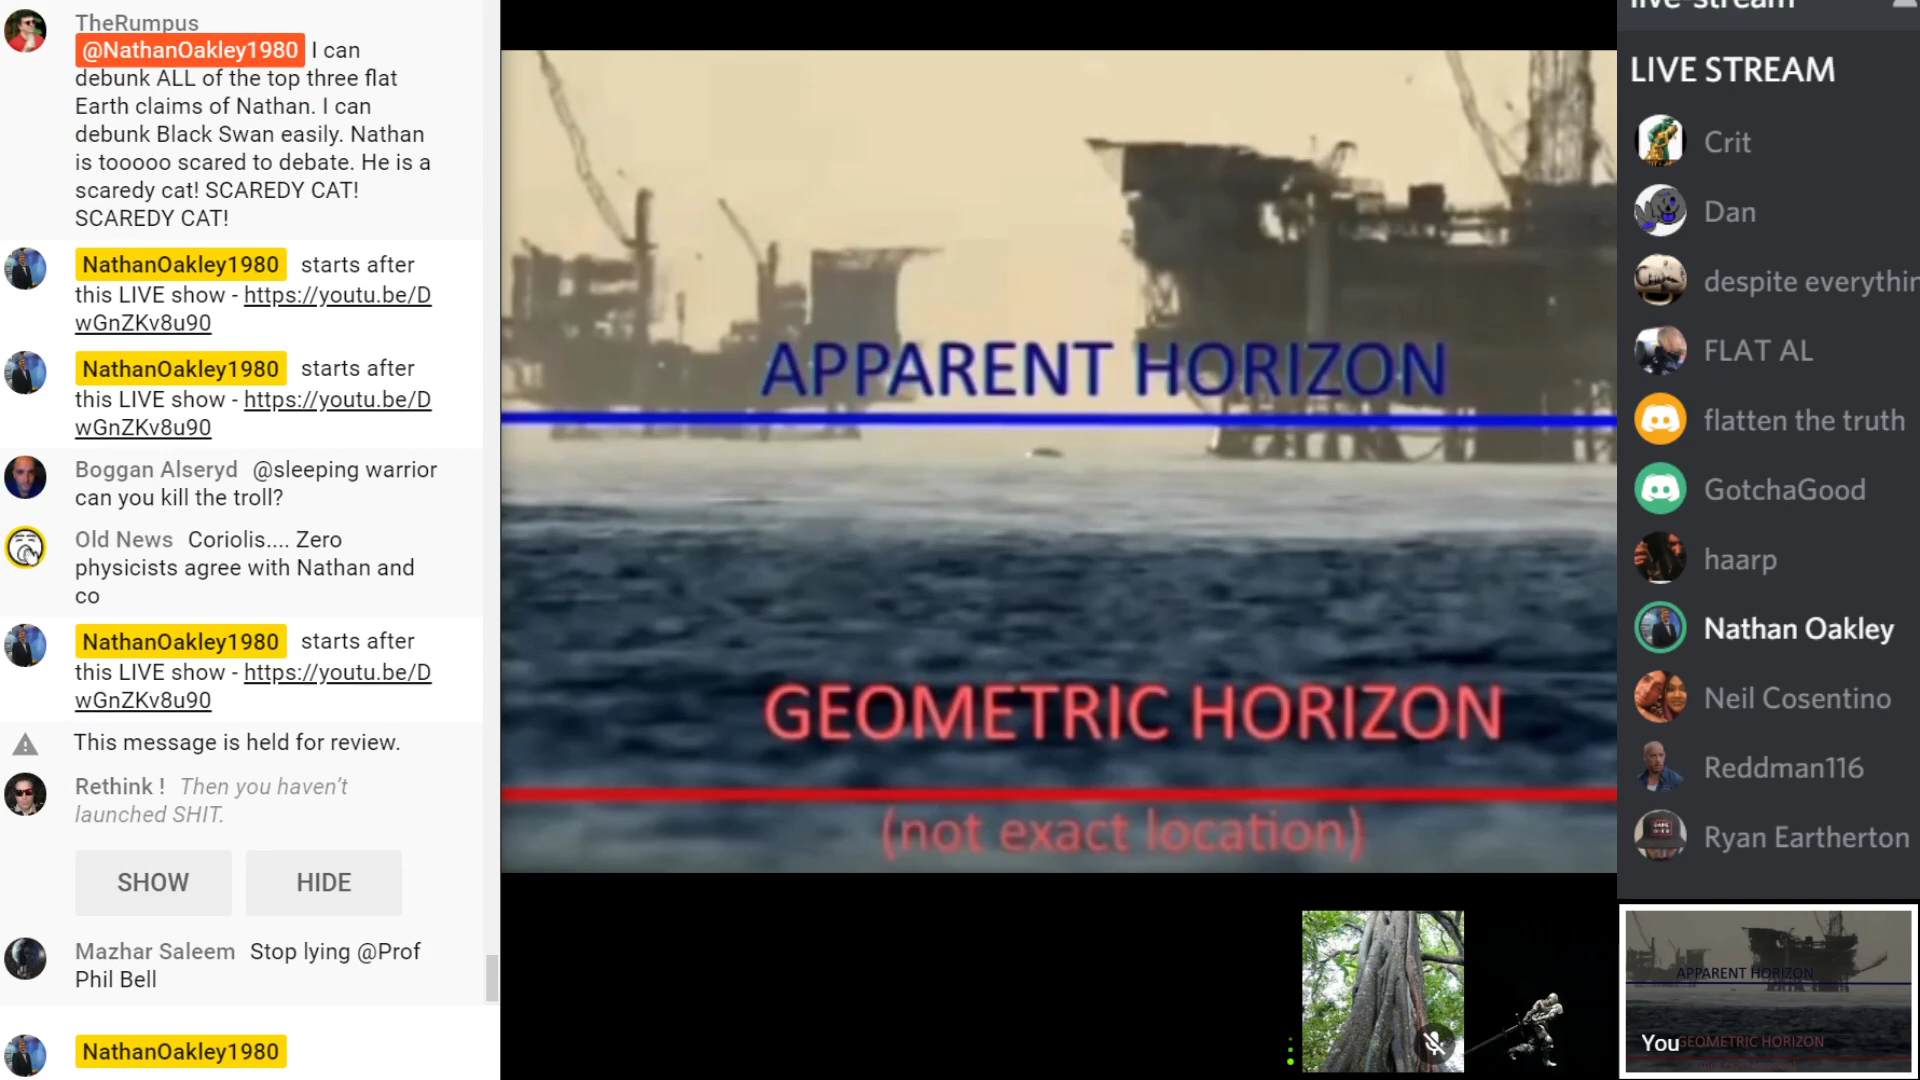 TheRumpus
@NathanOakley1980 I can
debunk ALL of the top three flat
Earth claims of Nathan. I can
debunk Black Swan easily. Nathan
is tooooo scared to debate. He is a
scaredy cat! SCAREDY CAT!
SCAREDY CAT!
NathanOakley1980 starts after
this LIVE show - https://youtu.be/D
wGnZKv8u90
NathanOakley1980 starts after
this LIVE show - https://youtu.be/D
wGnZKv8u90
Boggan Alseryd @sleeping warrior
can you kill the troll?
Old News Coriolis.... Zero
physicists agree with Nathan and
co
NathanOakley1980 starts after
this LIVE show - https://youtu.be/D
wGnZKv8u90
This message is held for review.
Rethink ! Then you haven't
launched SHIT.
SHOW HIDE
Mazhar Saleem Stop lying @Prof
Phil Bell
NathanOakley1980
APPARENT HORIZON
GEOMETRIC HORIZON
(not exact location)
live-stream
LIVE STREAM
Crit
Dan
despite everythin
FLAT AL
flatten the truth
GotchaGood
haarp
Nathan Oakley
Neil Cosentino
Reddman116
Ryan Eartherton
APPARENT HORIZON
You
GEOMETRIC HORIZON